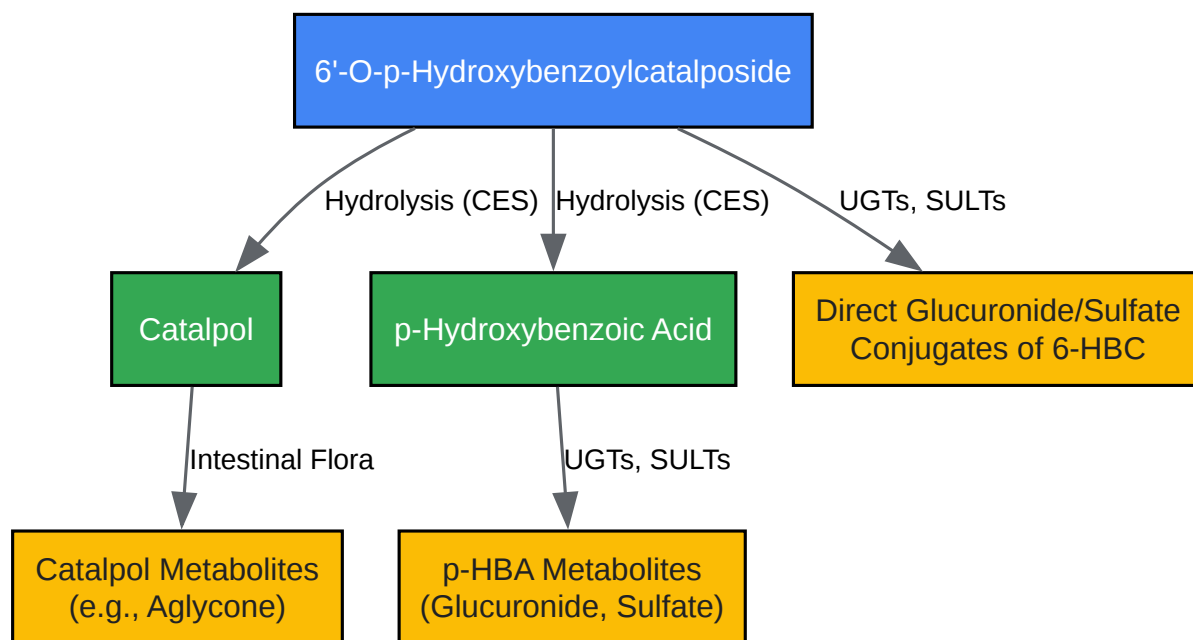 6'-O-p-Hydroxybenzoylcatalposide
Hydrolysis (CES)
Hydrolysis (CES)
UGTs, SULTs
Catalpol
p-Hydroxybenzoic Acid
Direct Glucuronide/Sulfate
Conjugates of 6-HBC
Intestinal Flora
UGTs, SULTs
Catalpol Metabolites
(e.g., Aglycone)
p-HBA Metabolites
(Glucuronide, Sulfate)